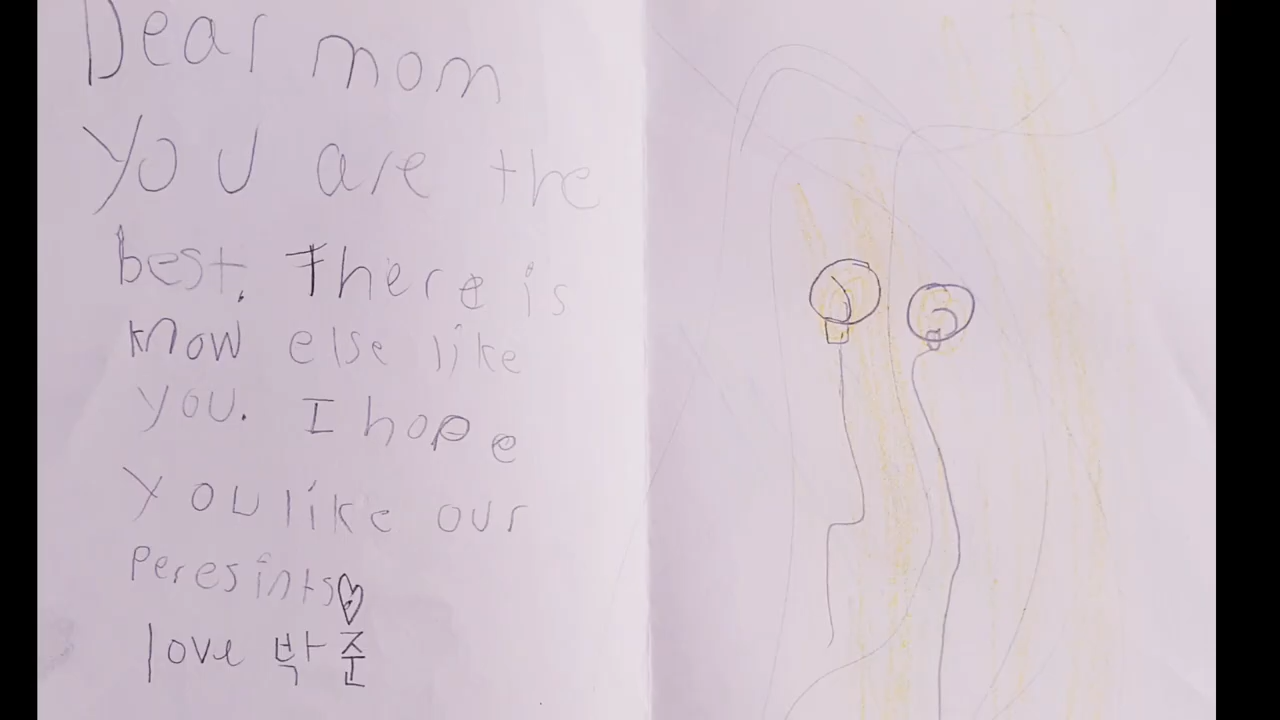 Dear mom
YOU are the
best. There is
know else like
you. I hope
you like our
Peresints
love 박준